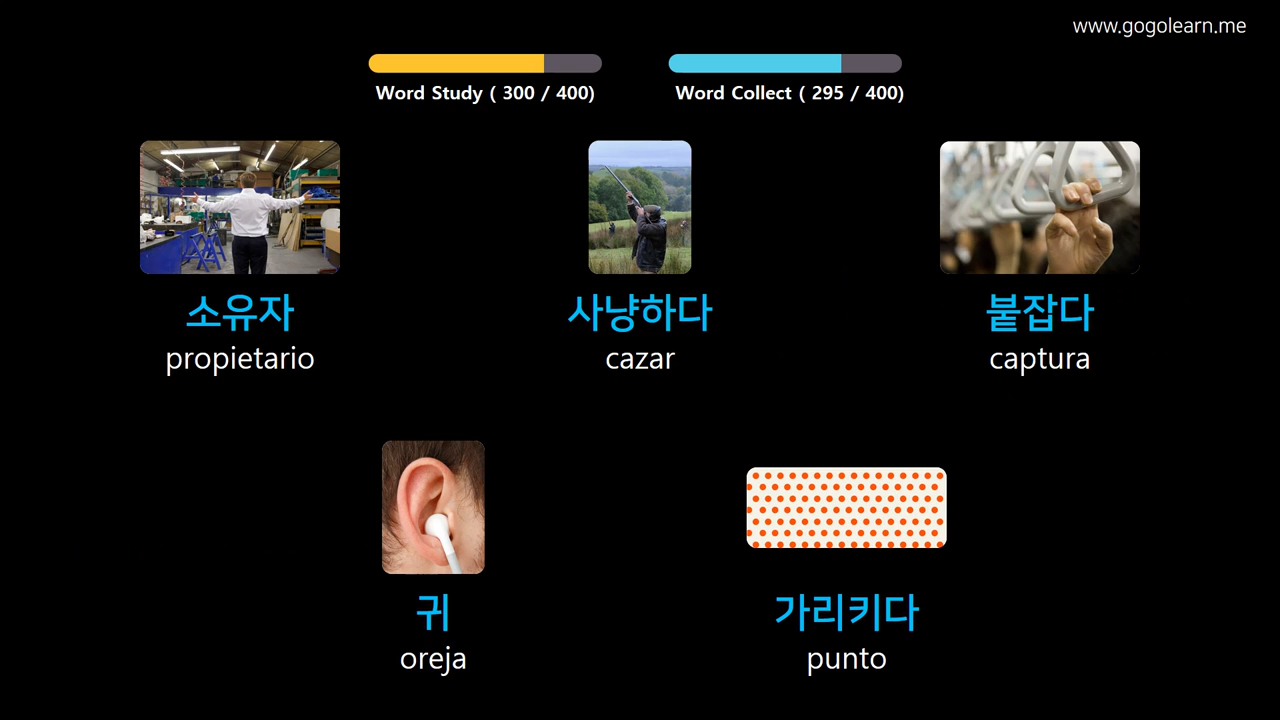 www.gogolearn.me
Word Study ( 300 / 400)
Word Collect ( 295 / 400)
소유자
propietario
사냥하다
cazar
붙잡다
captura
귀
oreja
가리키다
punto